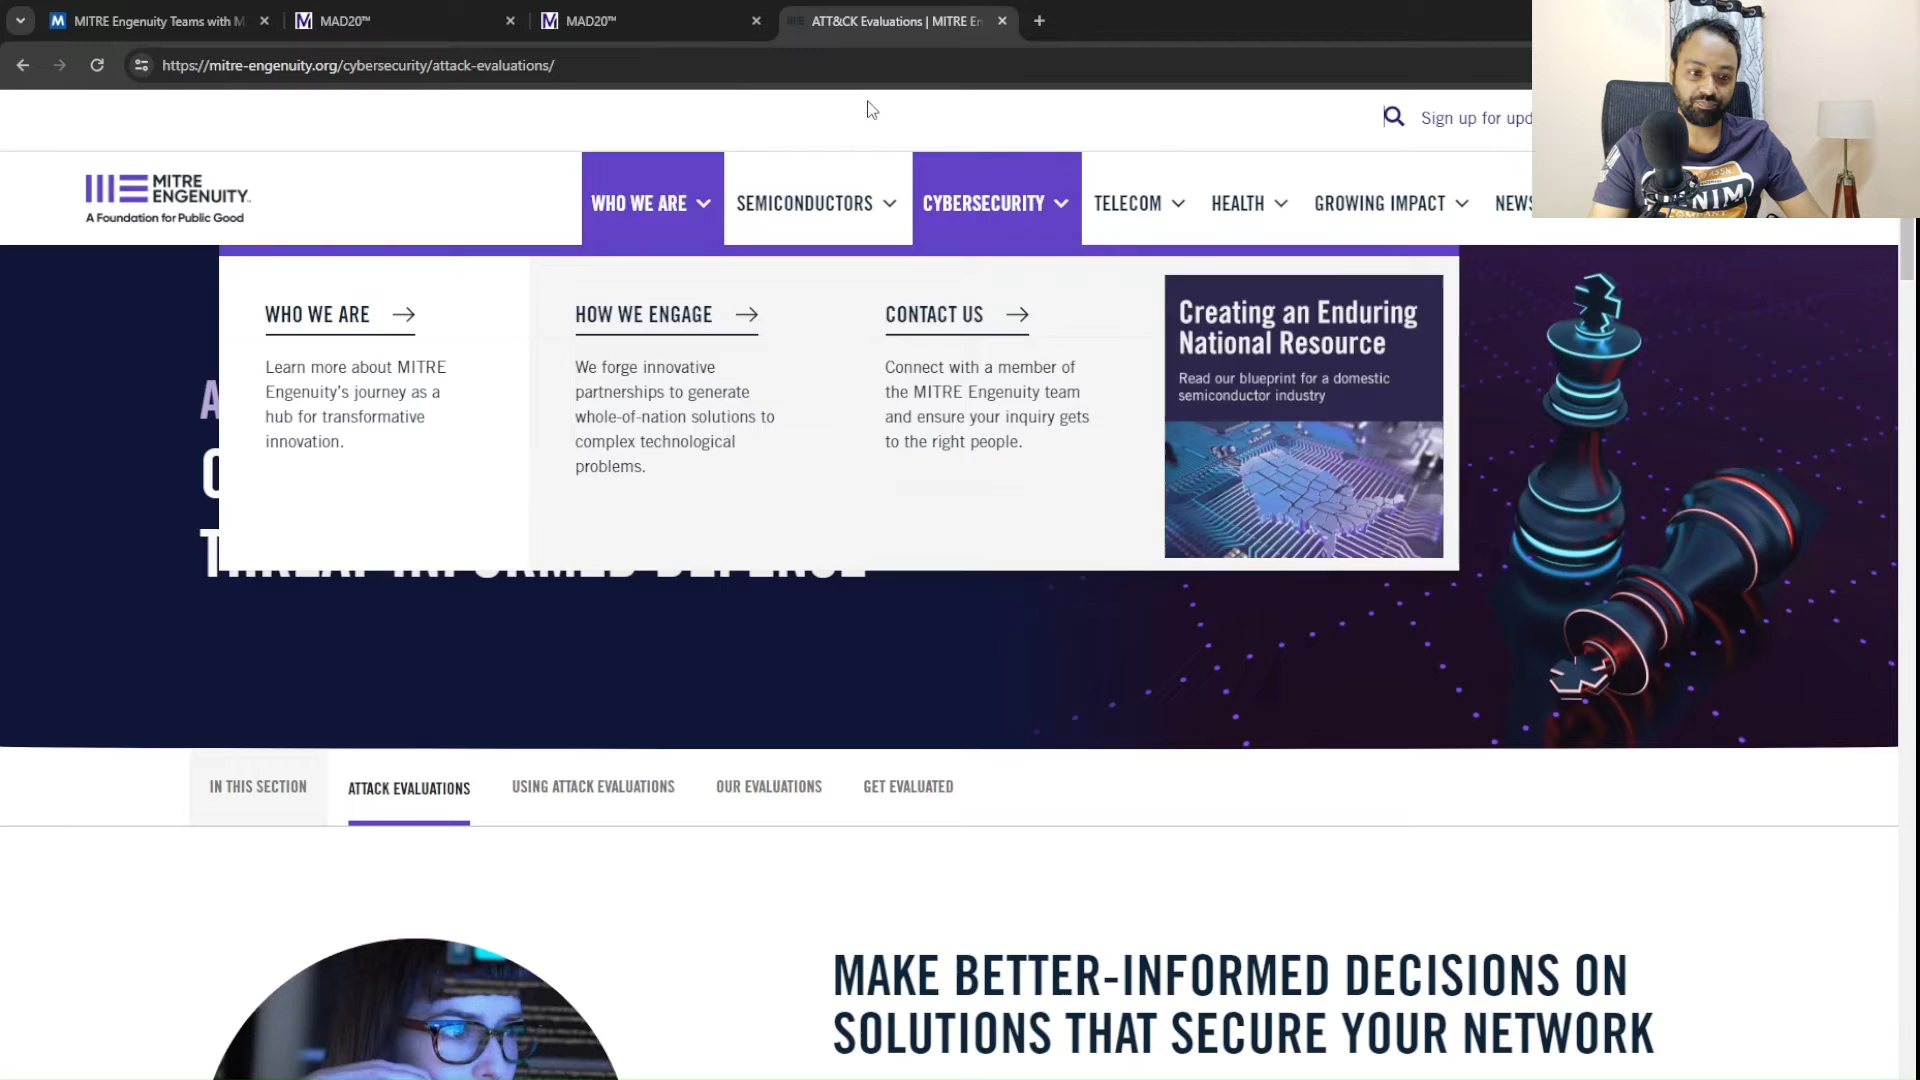 MITRE Engenuity Teams with M
MAD20™
MAD20™
ATT&CK Evaluations | MITRE En
https://mitre-engenuity.org/cybersecurity/attack-evaluations/
Sign up for upd
MITRE
ENGENUITY™
A Foundation for Public Good
WHO WE ARE
SEMICONDUCTORS
CYBERSECURITY
TELECOM
HEALTH
GROWING IMPACT
NEWS
WHO WE ARE
Learn more about MITRE
Engenuity’s journey as a
hub for transformative
innovation.
HOW WE ENGAGE
We forge innovative
partnerships to generate
whole-of-nation solutions to
complex technological
problems.
CONTACT US
Connect with a member of
the MITRE Engenuity team
and ensure your inquiry gets
to the right people.
Creating an Enduring
National Resource
Read our blueprint for a domestic
semiconductor industry
THREAT-INFORMED DEFENSE
IN THIS SECTION
ATTACK EVALUATIONS
USING ATTACK EVALUATIONS
OUR EVALUATIONS
GET EVALUATED
MAKE BETTER-INFORMED DECISIONS ON
SOLUTIONS THAT SECURE YOUR NETWORK